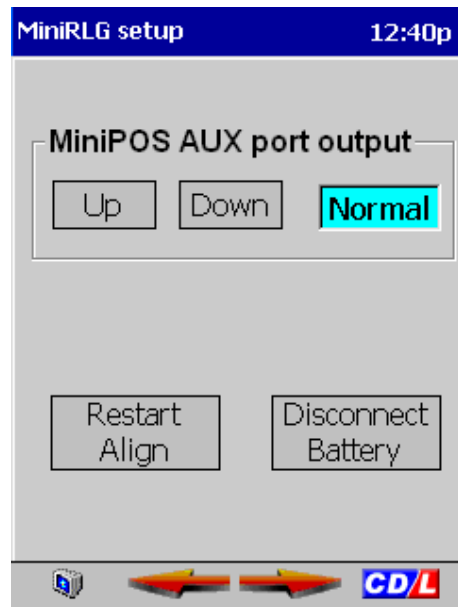 MiniRLG setup 12:40p
MiniPOS AUX port output
Up Down Normal
Restart Disconnect
Align Battery
CD/L